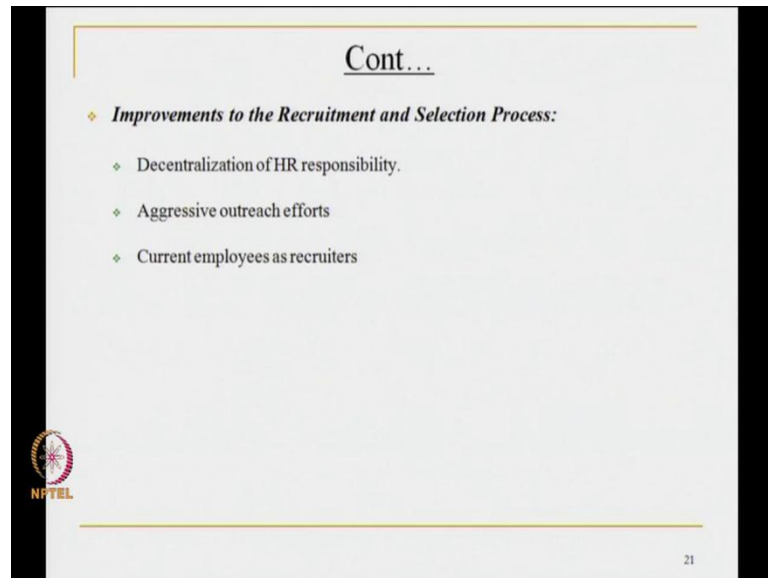 Cont…
Improvements to the Recruitment and Selection Process:
Decentralization of HR responsibility.
Aggressive outreach efforts
Current employees as recruiters
NPTEL
21